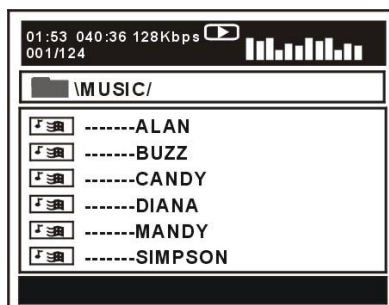 01:53 040:36 128Kbps
001/124
\MUSIC/
-------ALAN
-------BUZZ
-------CANDY
-------DIANA
-------MANDY
-------SIMPSON